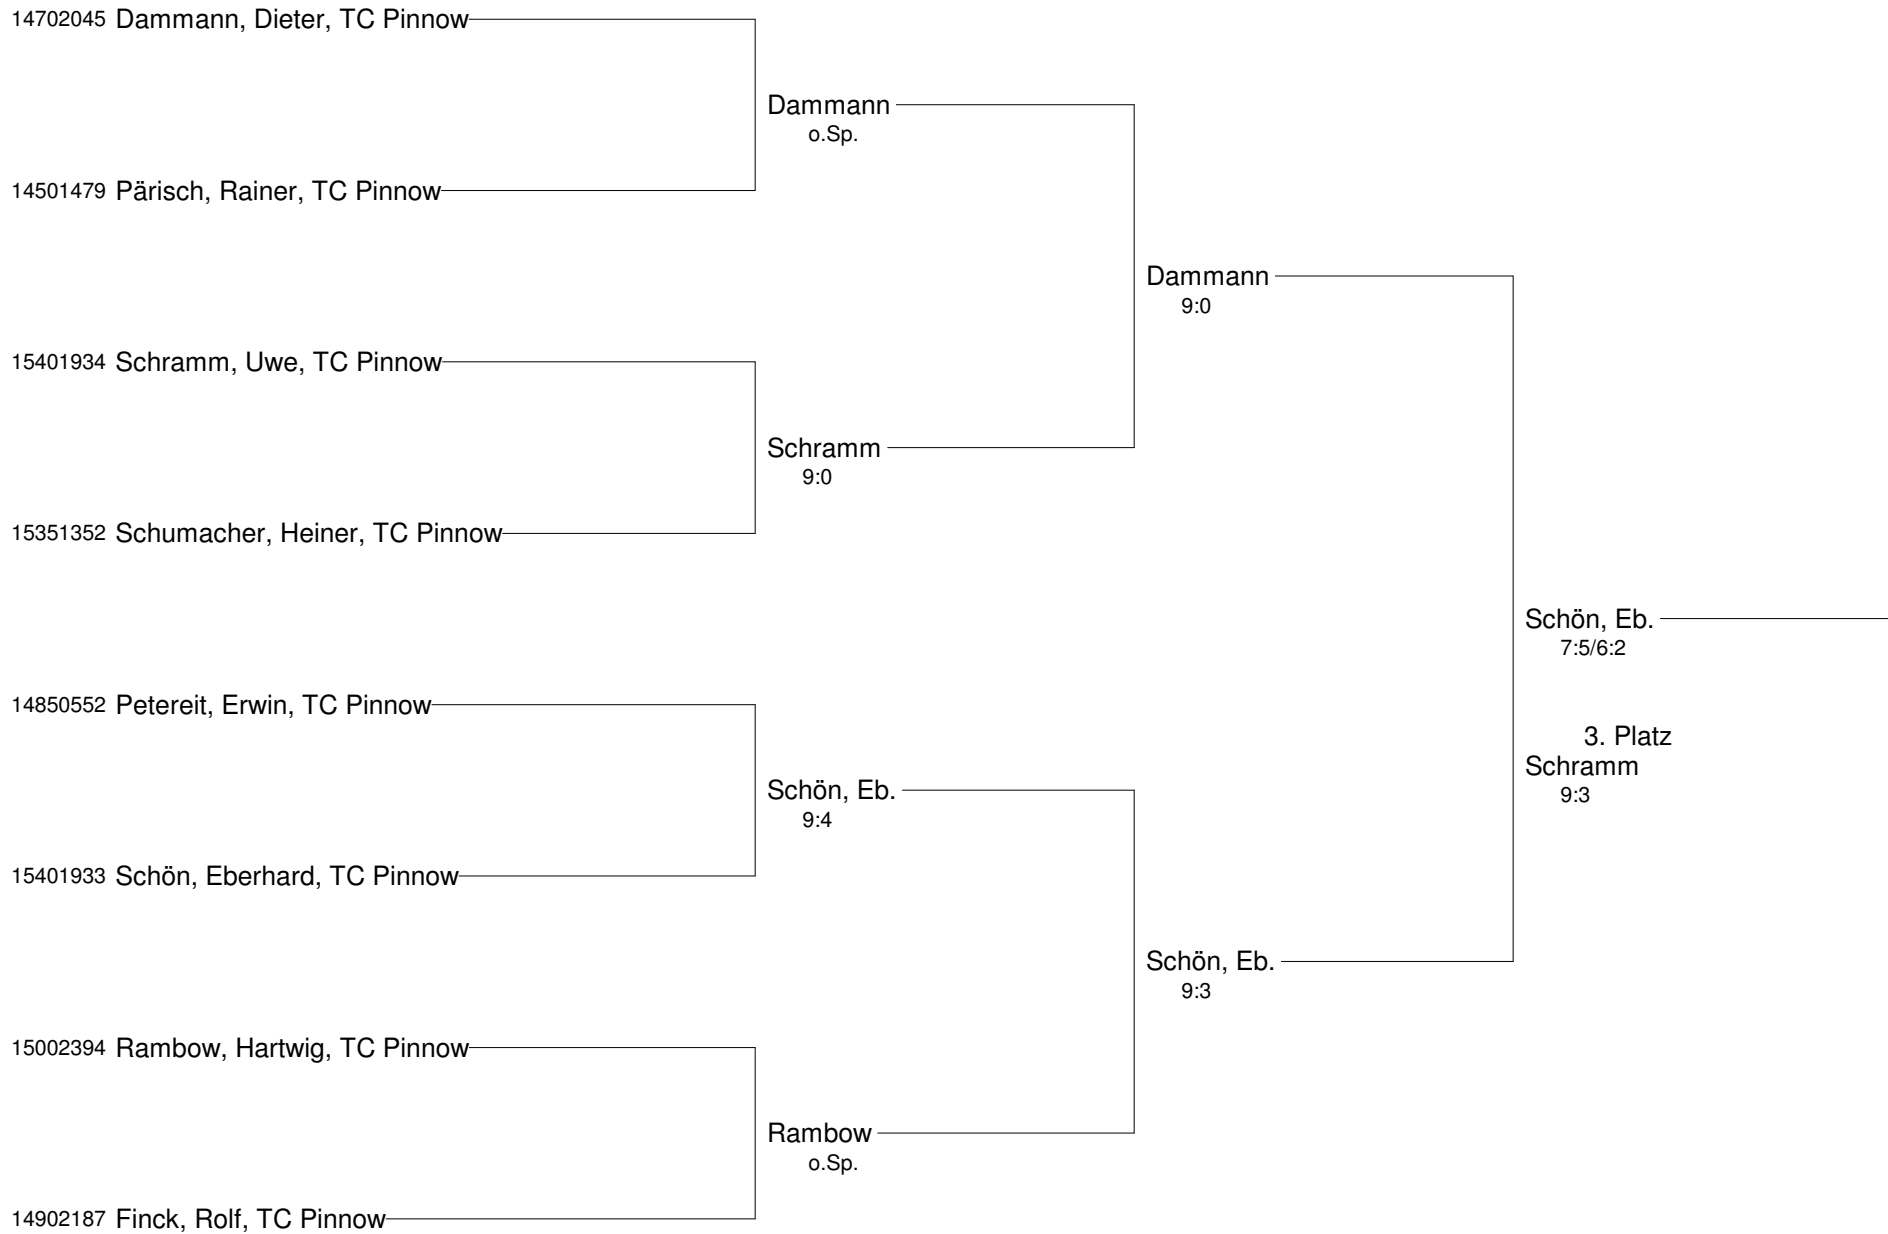 14702045 Dammann, Dieter, TC Pinnow
Dammann
o.Sp.
14501479 Pärisch, Rainer, TC Pinnow
Dammann
9:0
15401934 Schramm, Uwe, TC Pinnow
Schramm
9:0
15351352 Schumacher, Heiner, TC Pinnow
Schön, Eb.
7:5/6:2
14850552 Petereit, Erwin, TC Pinnow
3. Platz
Schramm
9:3
Schön, Eb.
9:4
15401933 Schön, Eberhard, TC Pinnow
Schön, Eb.
9:3
15002394 Rambow, Hartwig, TC Pinnow
Rambow
o.Sp.
14902187 Finck, Rolf, TC Pinnow